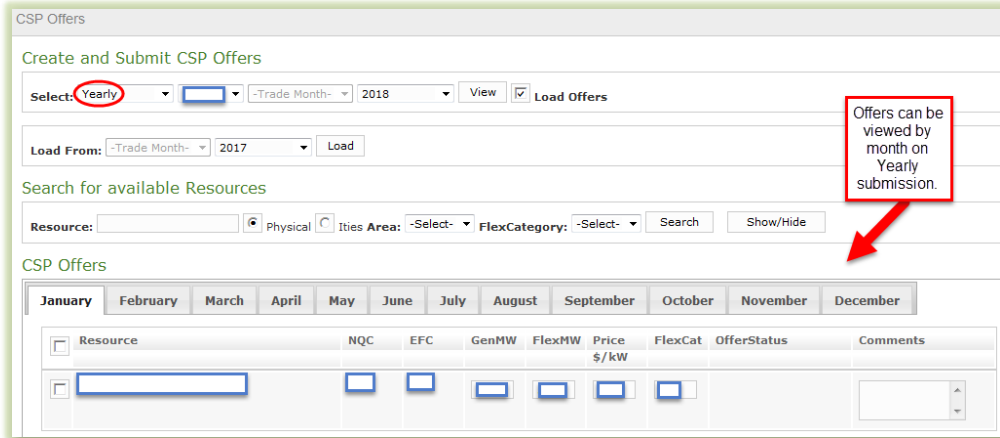 CSP Offers
Create and Submit CSP Offers
Select: Yearly -Trade Month- 2018 View Load Offers
Load From: -Trade Month- 2017 Load
Offers can be
viewed by
month on
Yearly
submission.
Search for available Resources
Resource: Physical Ities Area: -Select- FlexCategory: -Select- Search Show/Hide
CSP Offers
January February March April May June July August September October November December
Resource NQC EFC GenMW FlexMW Price FlexCat OfferStatus Comments
$/kW